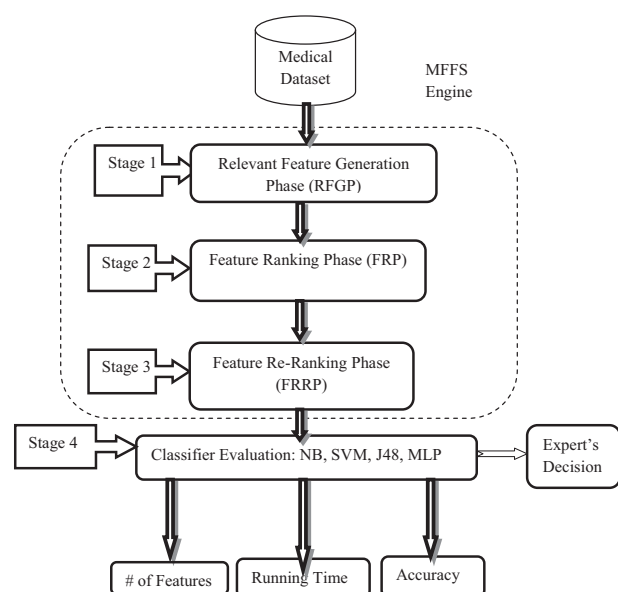 Medical
Dataset
MFFS
Engine
Stage 1
Relevant Feature Generation
Phase (RFGP)
Stage 2
Feature Ranking Phase (FRP)
Stage 3
Feature Re-Ranking Phase
(FRRP)
Stage 4
Classifier Evaluation: NB, SVM, J48, MLP
Expert's
Decision
# of Features
Running Time
Accuracy